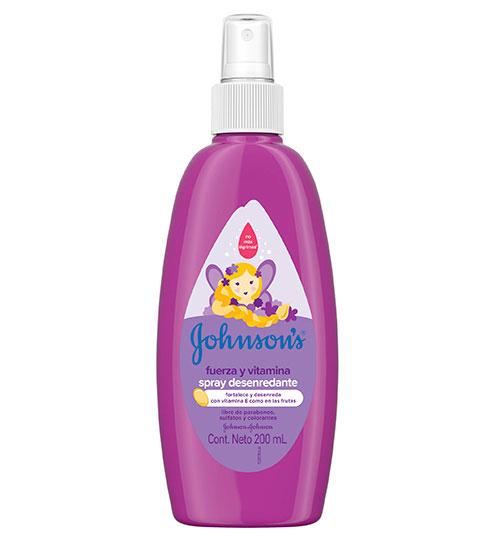 no
más
lágrimas
Johnson's®
fuerza y vitamina
spray desenredante
fortalece y desenreda
con vitamina E como en las frutas
libre de parabenos,
sulfatos y colorantes
Johnson & Johnson
Cont. Neto 200 mL